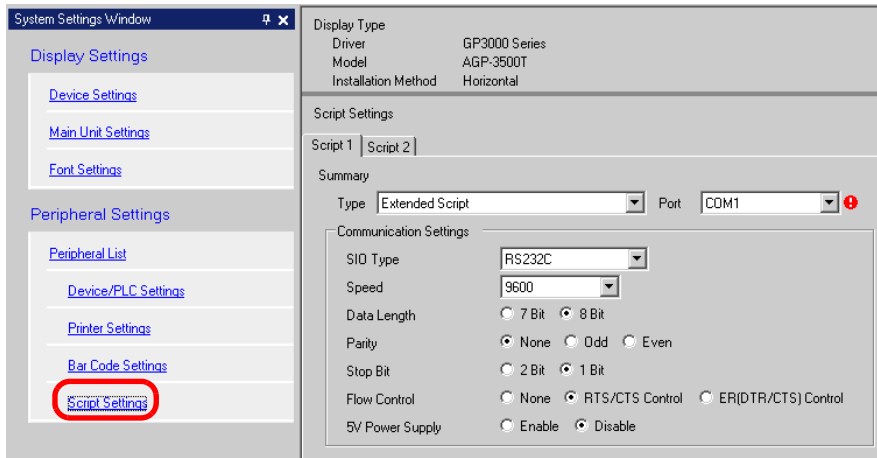 System Settings Window
Display Settings
Device Settings
Main Unit Settings
Font Settings
Peripheral Settings
Peripheral List
Device/PLC Settings
Printer Settings
Bar Code Settings
Script Settings
Display Type
Driver GP3000 Series
Model AGP-3500T
Installation Method Horizontal
Script Settings
Script 1 Script 2
Summary
Type Extended Script Port COM1
Communication Settings
SIO Type RS232C
Speed 9600
Data Length 7 Bit 8 Bit
Parity None Odd Even
Stop Bit 2 Bit 1 Bit
Flow Control None RTS/CTS Control ER(DTR/CTS) Control
5V Power Supply Enable Disable